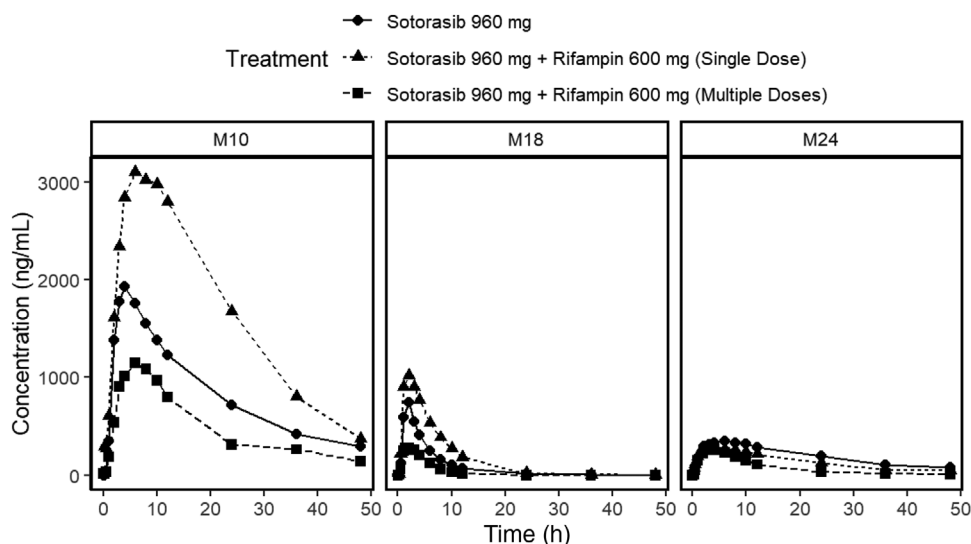 Treatment
Sotorasib 960 mg
Sotorasib 960 mg + Rifampin 600 mg (Single Dose)
Sotorasib 960 mg + Rifampin 600 mg (Multiple Doses)
M10
M18
M24
Concentration (ng/mL)
3000
2000
1000
0
0 10 20 30 40 50
0 10 20 30 40 50
0 10 20 30 40 50
Time (h)